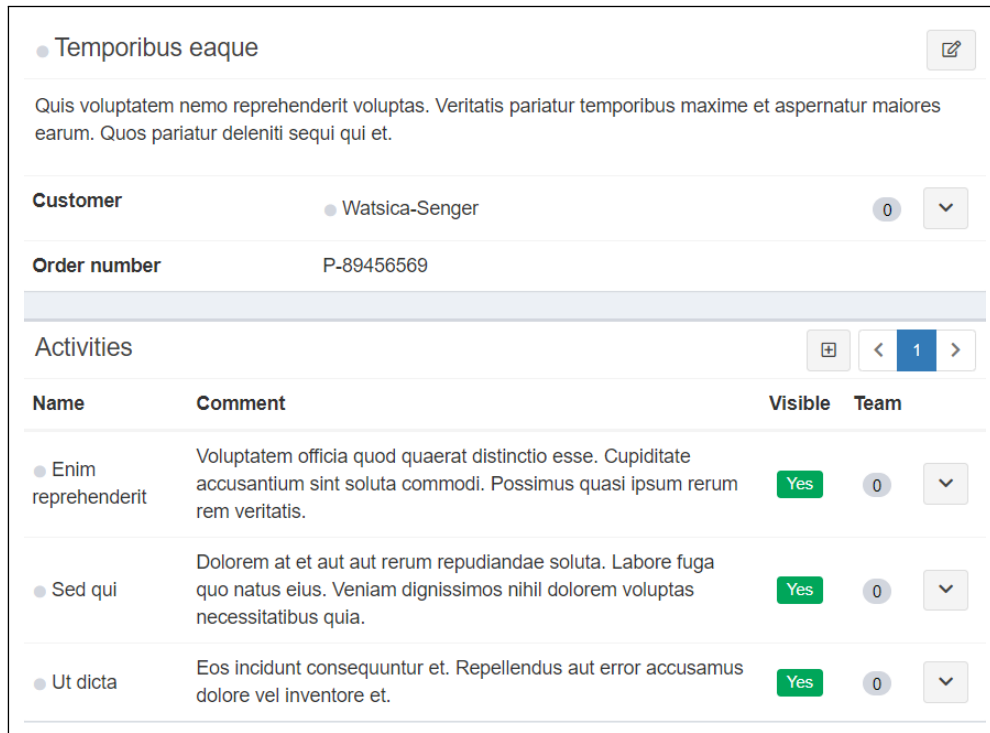 Temporibus eaque
Quis voluptatem nemo reprehenderit voluptas. Veritatis pariatur temporibus maxime et aspernatur maiores
earum. Quos pariatur deleniti sequi qui et.
Customer Watsica-Senger 0
Order number P-89456569
Activities 1
Name Comment Visible Team
Enim
reprehenderit
Voluptatem officia quod quaerat distinctio esse. Cupiditate
accusantium sint soluta commodi. Possimus quasi ipsum rerum
rem veritatis.
Yes 0
Sed qui
Dolorem at et aut aut rerum repudiandae soluta. Labore fuga
quo natus eius. Veniam dignissimos nihil dolorem voluptas
necessitatibus quia.
Yes 0
Ut dicta
Eos incidunt consequuntur et. Repellendus aut error accusamus
dolore vel inventore et.
Yes 0